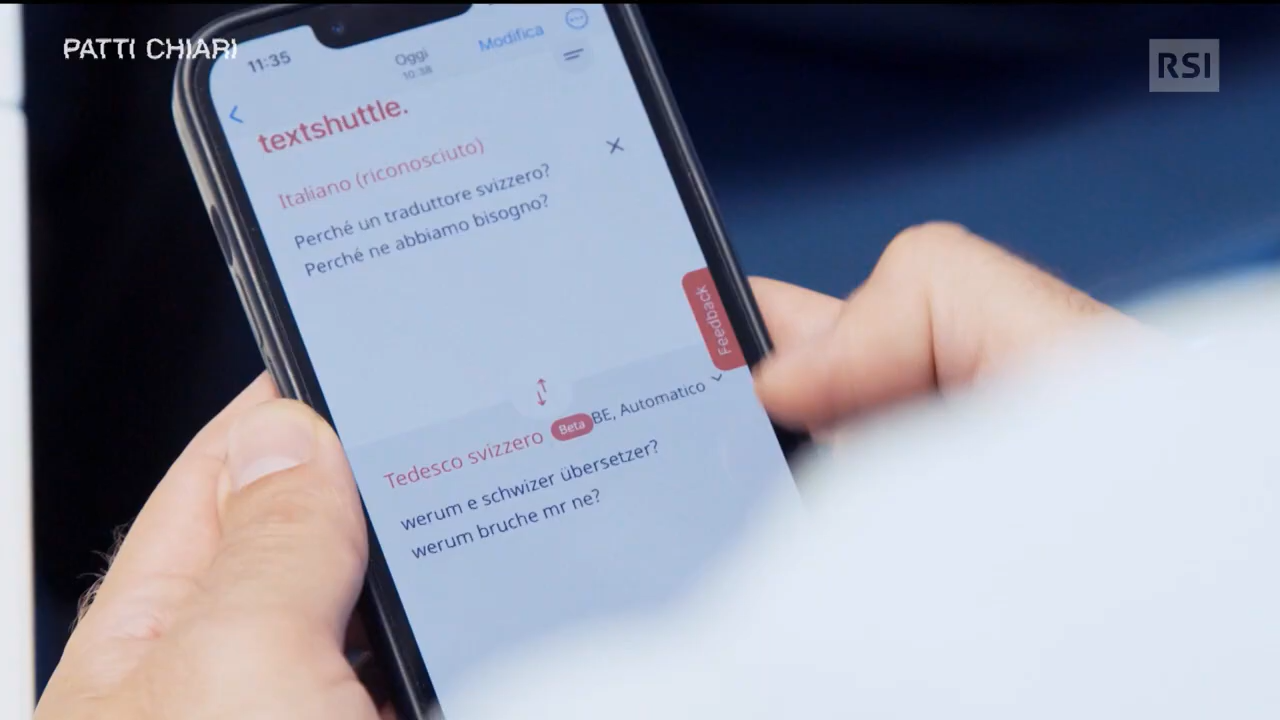 PATTI CHIARI
RSI
11:35
Oggi
10:38
Modifica
textshuttle.
Italiano (riconosciuto)
Perché un traduttore svizzero?
Perché ne abbiamo bisogno?
Feedback
Tedesco svizzero Beta BE, Automatico
werum e schwizer übersetzer?
werum bruche mr ne?